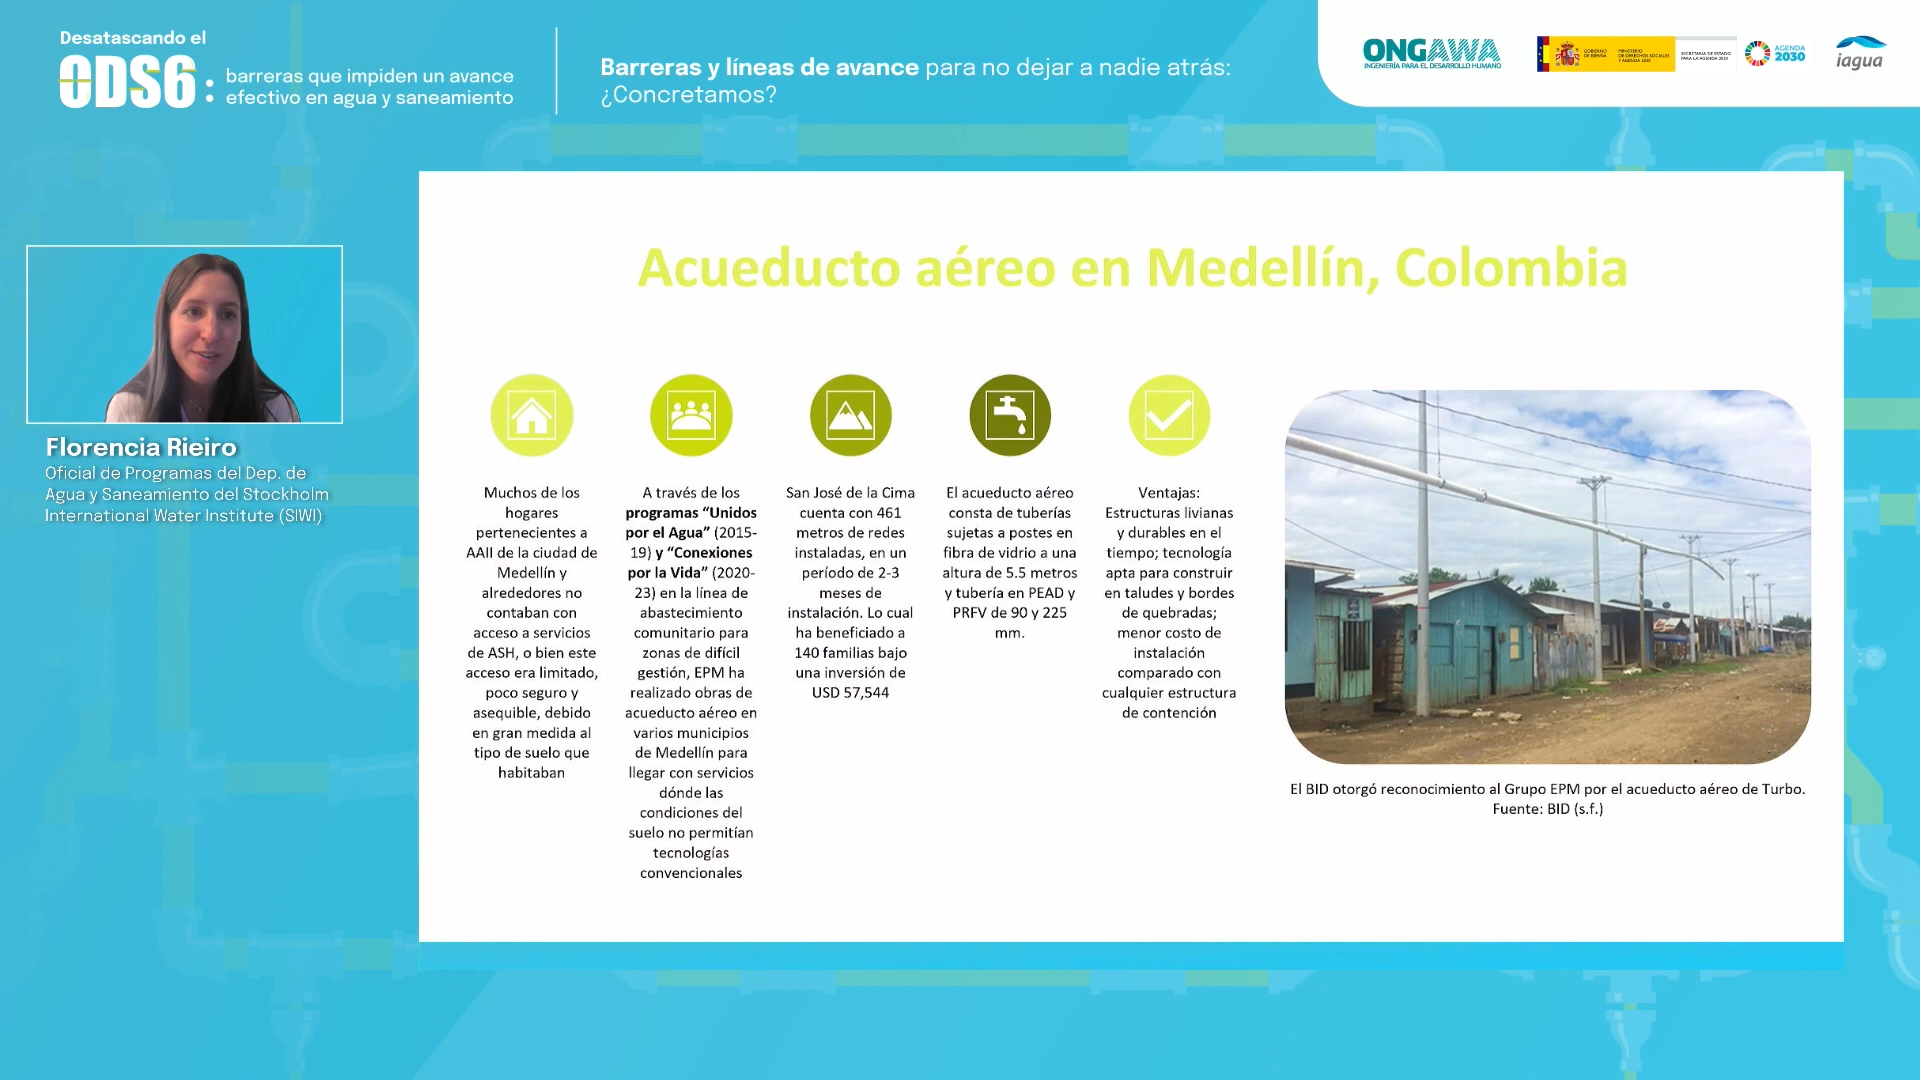 Desatascando el
ODS6:
barreras que impiden un avance
efectivo en agua y saneamiento
Barreras y líneas de avance para no dejar a nadie atrás:
¿Concretamos?
ONGAWA
INGENIERÍA PARA EL DESARROLLO HUMANO
GOBIERNO
DE ESPAÑA
MINISTERIO
DE DERECHOS SOCIALES
Y AGENDA 2030
SECRETARÍA DE ESTADO
PARA LA AGENDA 2030
AGENDA
2030
iagua
Florencia Rieiro
Oficial de Programas del Dep. de
Agua y Saneamiento del Stockholm
International Water Institute (SIWI)
Acueducto aéreo en Medellín, Colombia
Muchos de los
hogares
pertenecientes a
AAII de la ciudad de
Medellín y
alrededores no
contaban con
acceso a servicios
de ASH, o bien este
acceso era limitado,
poco seguro y
asequible, debido
en gran medida al
tipo de suelo que
habitaban
A través de los
programas “Unidos
por el Agua” (2015-
19) y “Conexiones
por la Vida” (2020-
23) en la línea de
abastecimiento
comunitario para
zonas de difícil
gestión, EPM ha
realizado obras de
acueducto aéreo en
varios municipios
de Medellín para
llegar con servicios
dónde las
condiciones del
suelo no permitían
tecnologías
convencionales
San José de la Cima
cuenta con 461
metros de redes
instaladas, en un
período de 2-3
meses de
instalación. Lo cual
ha beneficiado a
140 familias bajo
una inversión de
USD 57,544
El acueducto aéreo
consta de tuberías
sujetas a postes en
fibra de vidrio a una
altura de 5.5 metros
y tubería en PEAD y
PRFV de 90 y 225
mm.
Ventajas:
Estructuras livianas
y durables en el
tiempo; tecnología
apta para construir
en taludes y bordes
de quebradas;
menor costo de
instalación
comparado con
cualquier estructura
de contención
El BID otorgó reconocimiento al Grupo EPM por el acueducto aéreo de Turbo.
Fuente: BID (s.f.)